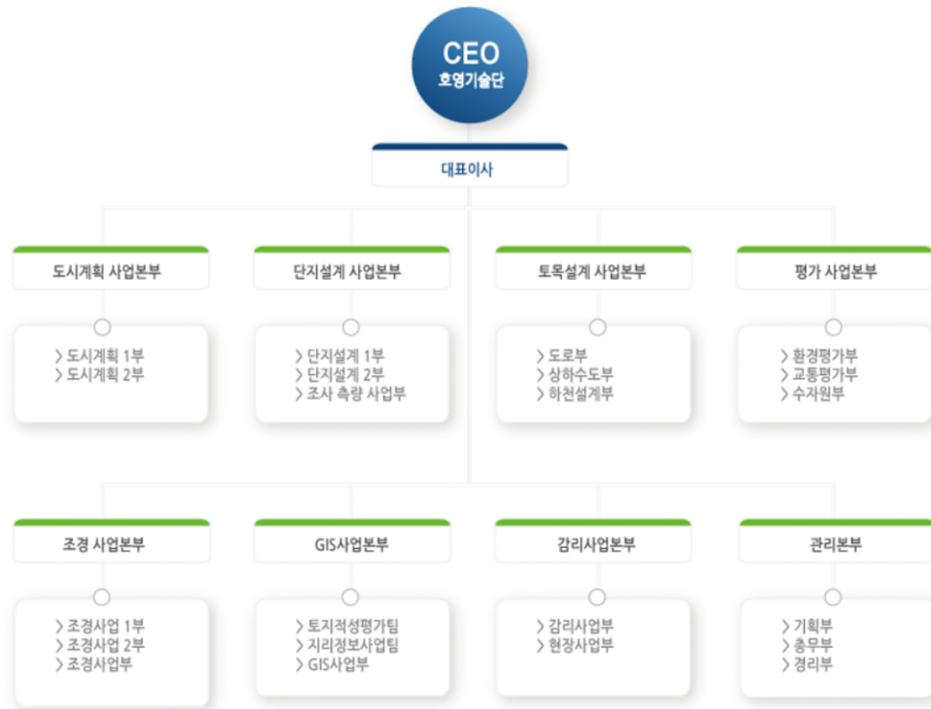 CEO
호영기술단
대표이사
도시계획 사업본부
단지설계 사업본부
토목설계 사업본부
평가 사업본부
> 도시계획 1부
> 도시계획 2부
> 단지설계 1부
> 단지설계 2부
> 조사 측량 사업부
> 도로부
> 상하수도부
> 하천설계부
> 환경평가부
> 교통평가부
> 수자원부
조경 사업본부
GIS사업본부
감리사업본부
관리본부
> 조경사업 1부
> 조경사업 2부
> 조경사업부
> 토지적성평가팀
> 지리정보사업팀
> GIS사업부
> 감리사업부
> 현장사업부
> 기획부
> 총무부
> 경리부